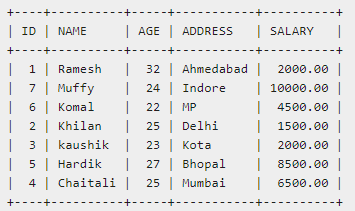 +----+----------+-----+-----------+----------+
| ID | NAME     | AGE | ADDRESS   | SALARY   |
+----+----------+-----+-----------+----------+
|  1 | Ramesh   |  32 | Ahmedabad |  2000.00 |
|  7 | Muffy    |  24 | Indore    | 10000.00 |
|  6 | Komal    |  22 | MP        |  4500.00 |
|  2 | Khilan   |  25 | Delhi     |  1500.00 |
|  3 | kaushik  |  23 | Kota      |  2000.00 |
|  5 | Hardik   |  27 | Bhopal    |  8500.00 |
|  4 | Chaitali |  25 | Mumbai    |  6500.00 |
+----+----------+-----+-----------+----------+